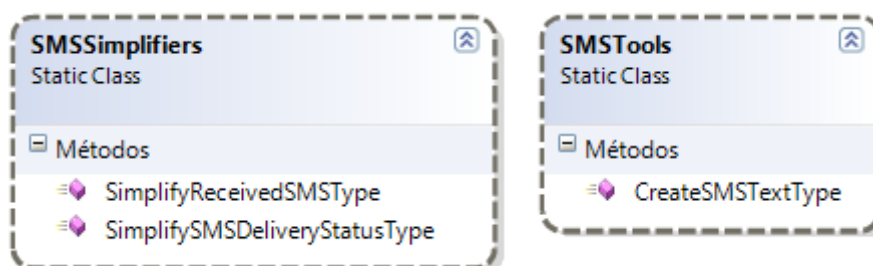 SMSSimplifiers
Static Class
Métodos
SimplifyReceivedSMSType
SimplifySMSDeliveryStatusType
SMSTools
Static Class
Métodos
CreateSMSTextType